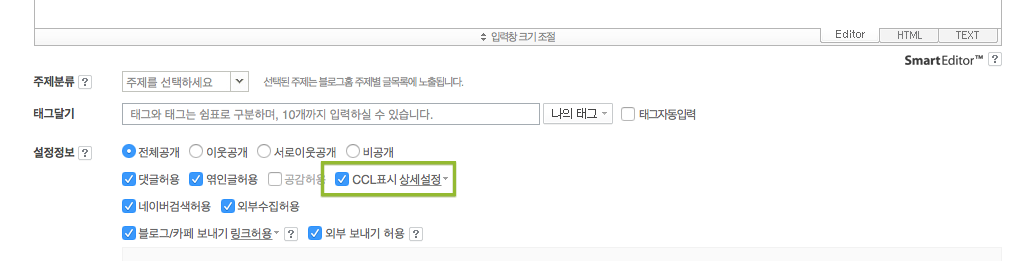 입력창 크기 조절 Editor HTML TEXT
SmartEditor™ ?
주제분류 ? 주제를 선택하세요 선택된 주제는 블로그홈 주제별 글목록에 노출됩니다.
태그달기 태그와 태그는 쉼표로 구분하며, 10개까지 입력하실 수 있습니다. 나의 태그 태그자동입력
설정정보 ? 전체공개 이웃공개 서로이웃공개 비공개
댓글허용 엮인글허용 공감허용 CCL표시 상세설정
네이버검색허용 외부수집허용
블로그/카페 보내기 링크허용 ? 외부 보내기 허용 ?